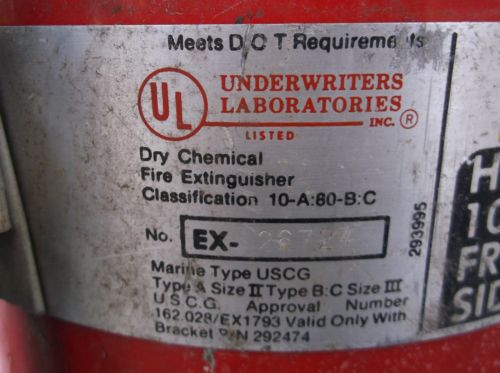 Meets D O T Requirements
UL
UNDERWRITERS
LABORATORIES
INC. ®
LISTED
Dry Chemical
Fire Extinguisher
Classification 10-A:80-B:C
No. EX-
Marine Type USCG
Type A Size II Type B:C Size III
U.S.C.G. Approval Number
162.028/EX1793 Valid Only With
Bracket P/N 292474
293995